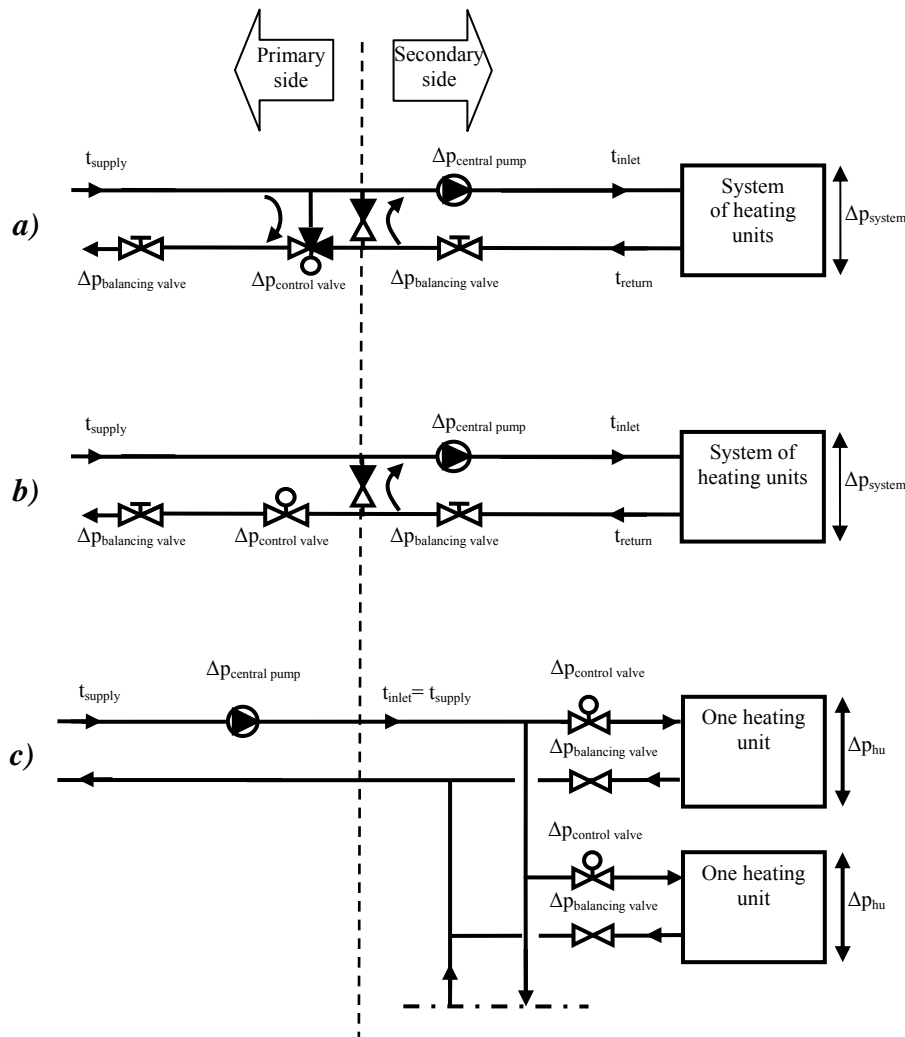 Primary
side
Secondary
side
a)
t_supply
Δp_central pump
t_inlet
System
of heating
units
Δp_system
Δp_balancing valve
Δp_control valve
Δp_balancing valve
t_return
b)
t_supply
Δp_central pump
t_inlet
System of
heating units
Δp_system
Δp_balancing valve
Δp_control valve
Δp_balancing valve
t_return
c)
t_supply
Δp_central pump
t_inlet = t_supply
Δp_control valve
One heating
unit
Δp_balancing valve
Δp_hu
Δp_control valve
One heating
unit
Δp_balancing valve
Δp_hu